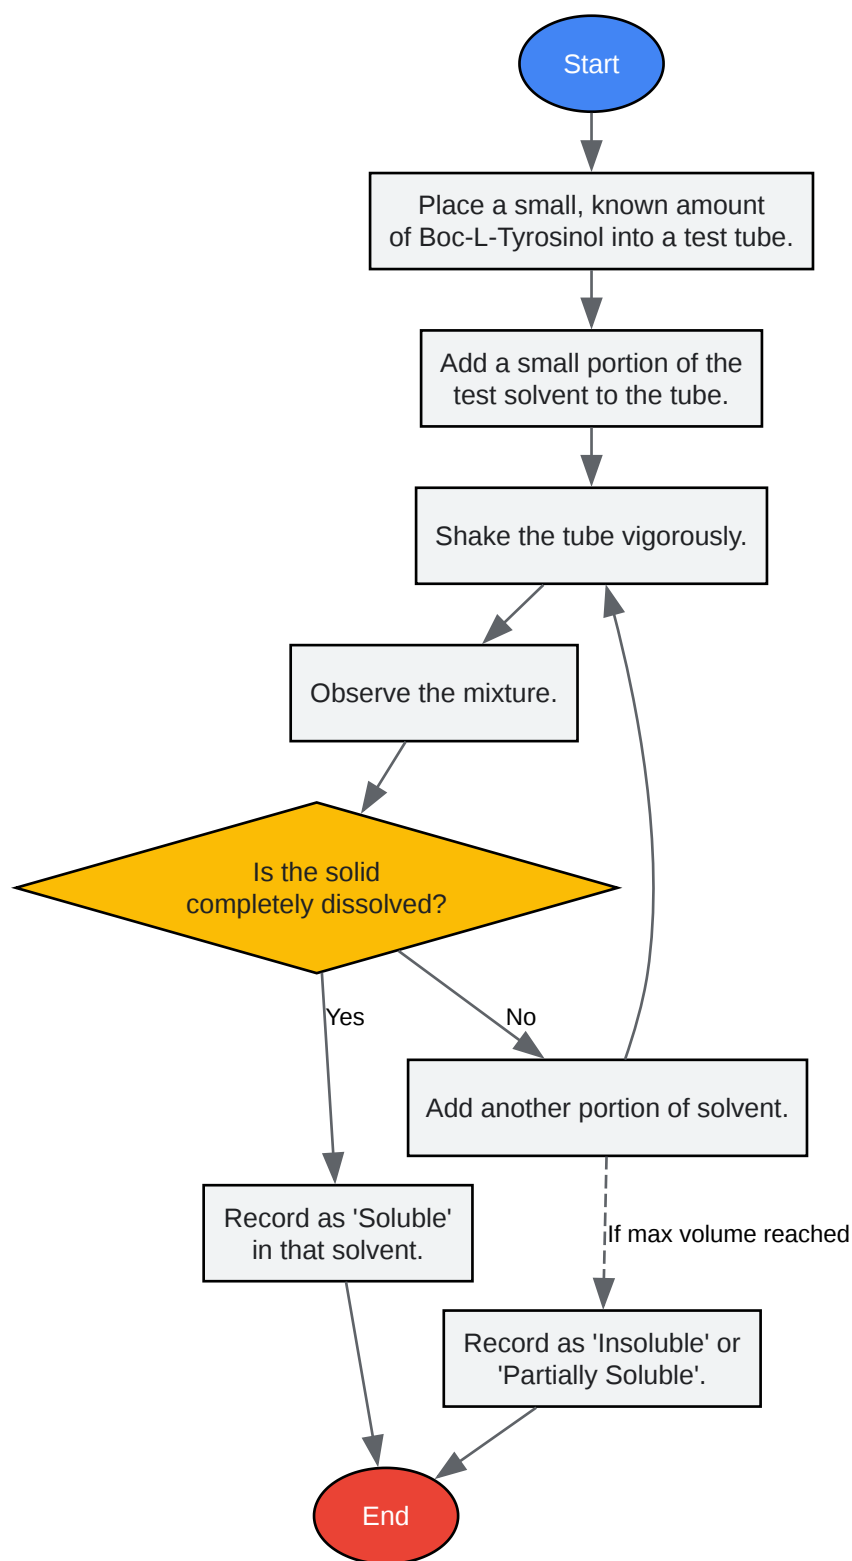 Start
Place a small, known amount
of Boc-L-Tyrosinol into a test tube.
Add a small portion of the
test solvent to the tube.
Shake the tube vigorously.
Observe the mixture.
Is the solid
completely dissolved?
Yes
No
Add another portion of solvent.
Record as 'Soluble'
in that solvent.
If max volume reached
Record as 'Insoluble' or
'Partially Soluble'.
End